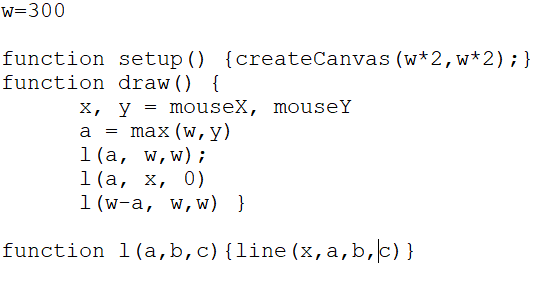 w=300
function setup() {createCanvas(w*2,w*2);}
function draw() {
x, y = mouseX, mouseY
a = max(w,y)
l(a, w,w);
l(a, x, 0)
l(w-a, w,w) }
function l(a,b,c){line(x,a,b,c)}